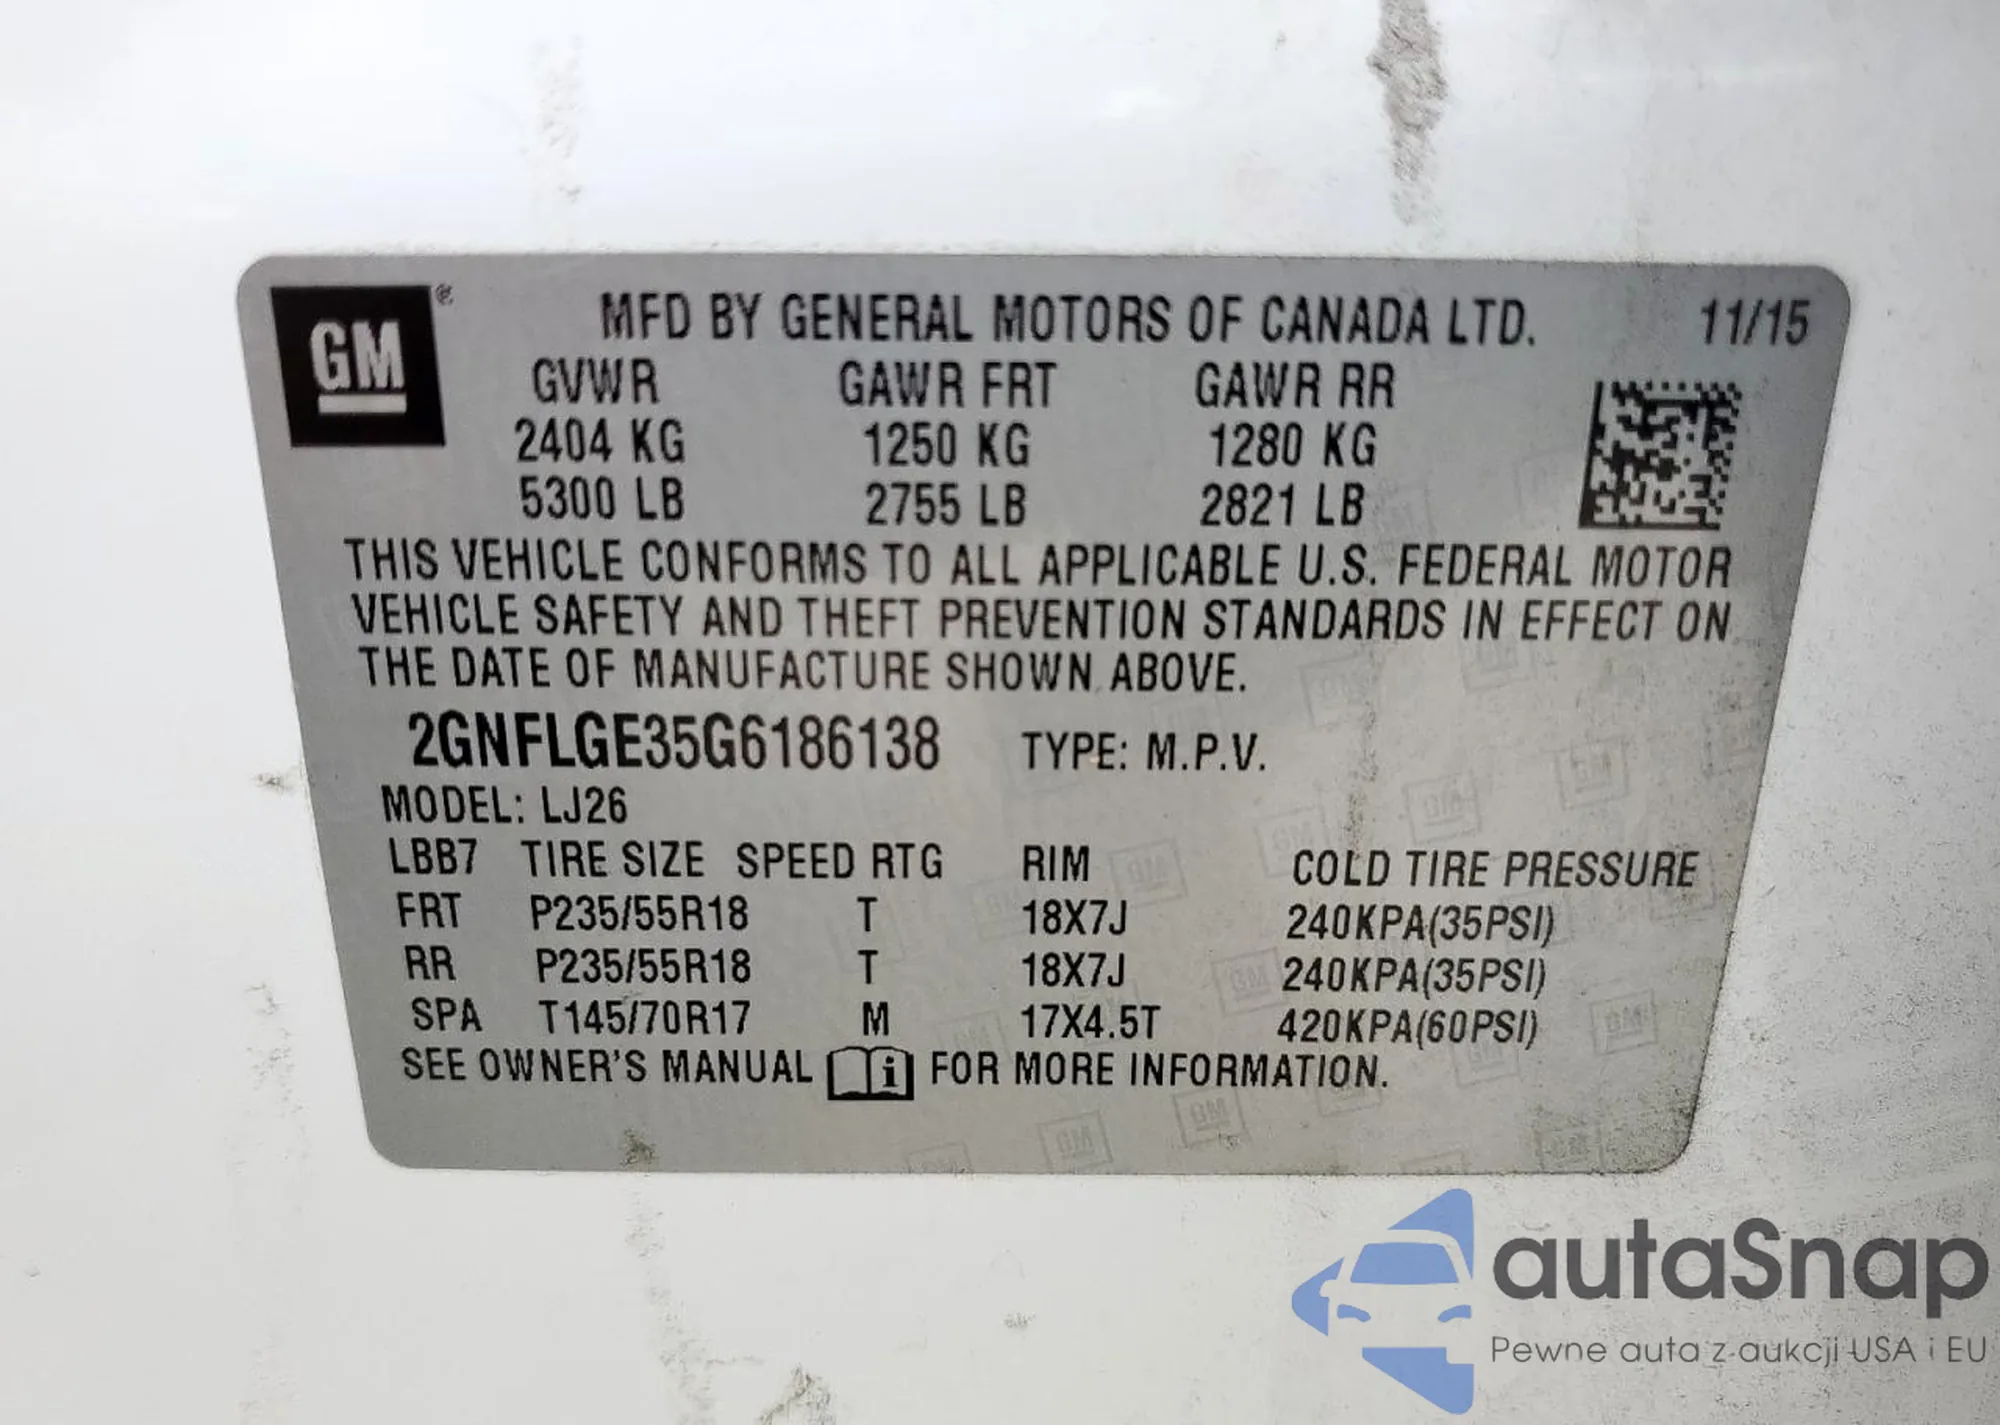 GM ® MFD BY GENERAL MOTORS OF CANADA LTD. 11/15
GVWR GAWR FRT GAWR RR
2404 KG 1250 KG 1280 KG
5300 LB 2755 LB 2821 LB
THIS VEHICLE CONFORMS TO ALL APPLICABLE U.S. FEDERAL MOTOR
VEHICLE SAFETY AND THEFT PREVENTION STANDARDS IN EFFECT ON
THE DATE OF MANUFACTURE SHOWN ABOVE.
2GNFLGE35G6186138 TYPE: M.P.V.
MODEL: LJ26
LBB7 TIRE SIZE SPEED RTG RIM COLD TIRE PRESSURE
FRT P235/55R18 T 18X7J 240KPA(35PSI)
RR P235/55R18 T 18X7J 240KPA(35PSI)
SPA T145/70R17 M 17X4.5T 420KPA(60PSI)
SEE OWNER'S MANUAL i FOR MORE INFORMATION.
autaSnap
Pewne auta z aukcji USA i EU